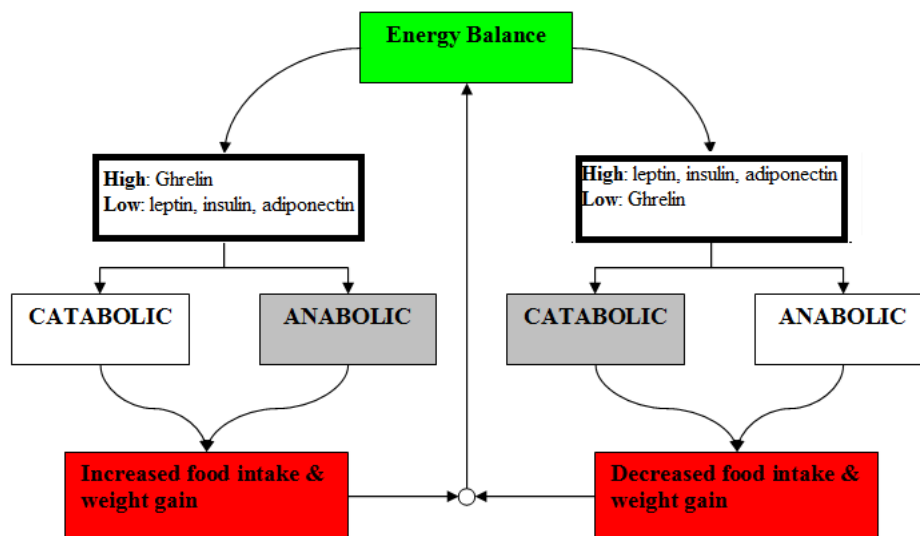 Energy Balance
High: Ghrelin
Low: leptin, insulin, adiponectin
High: leptin, insulin, adiponectin
Low: Ghrelin
CATABOLIC
ANABOLIC
CATABOLIC
ANABOLIC
Increased food intake &
weight gain
Decreased food intake &
weight gain